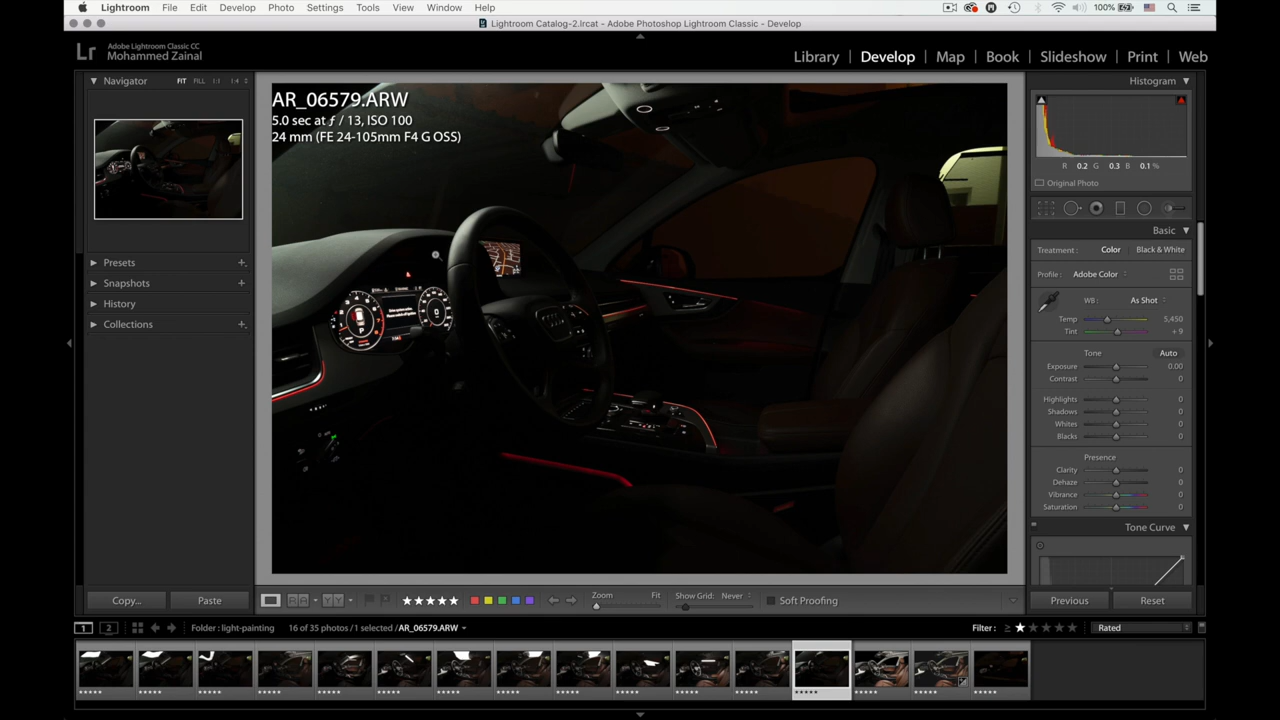 Lightroom File Edit Develop Photo Settings Tools View Window Help 100%
Lightroom Catalog-2.lrcat - Adobe Photoshop Lightroom Classic - Develop
Lr Adobe Lightroom Classic CC
Mohammed Zainal
Library | Develop | Map | Book | Slideshow | Print | Web
Navigator FIT FILL 1:1 1:4
Presets
Snapshots
History
Collections
Copy... Paste
AR_06579.ARW
5.0 sec at ƒ / 13, ISO 100
24 mm (FE 24-105mm F4 G OSS)
Histogram
R 0.2 G 0.3 B 0.1 %
Original Photo
Basic
Treatment : Color Black & White
Profile : Adobe Color
WB : As Shot
Temp 5,450
Tint + 9
Tone Auto
Exposure 0.00
Contrast 0
Highlights 0
Shadows 0
Whites 0
Blacks 0
Presence
Clarity 0
Dehaze 0
Vibrance 0
Saturation 0
Tone Curve
Previous Reset
Zoom Fit Show Grid: Never Soft Proofing
1 2 Folder : light-painting 16 of 35 photos / 1 selected / AR_06579.ARW Filter : Rated